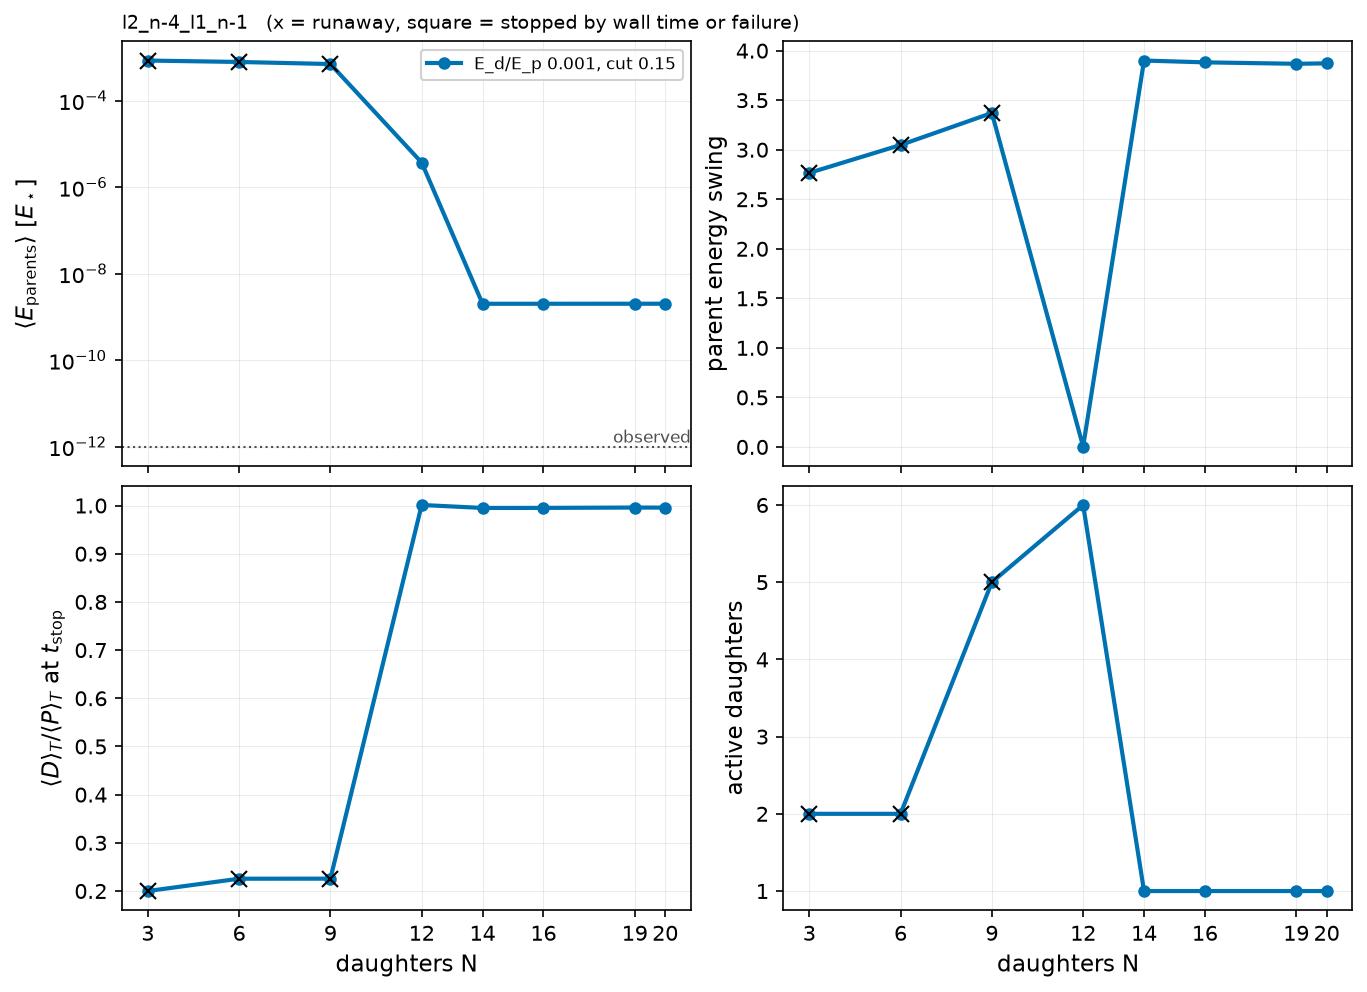 l2_n-4_l1_n-1   (x = runaway, square = stopped by wall time or failure)
E_d/E_p 0.001, cut 0.15
⟨E_parents⟩ [E_⋆]
10^−4
10^−6
10^−8
10^−10
10^−12
observed
parent energy swing
4.0
3.5
3.0
2.5
2.0
1.5
1.0
0.5
0.0
⟨D⟩_T/⟨P⟩_T at t_stop
1.0
0.9
0.8
0.7
0.6
0.5
0.4
0.3
0.2
3 6 9 12 14 16 19 20
daughters N
active daughters
6
5
4
3
2
1
3 6 9 12 14 16 19 20
daughters N